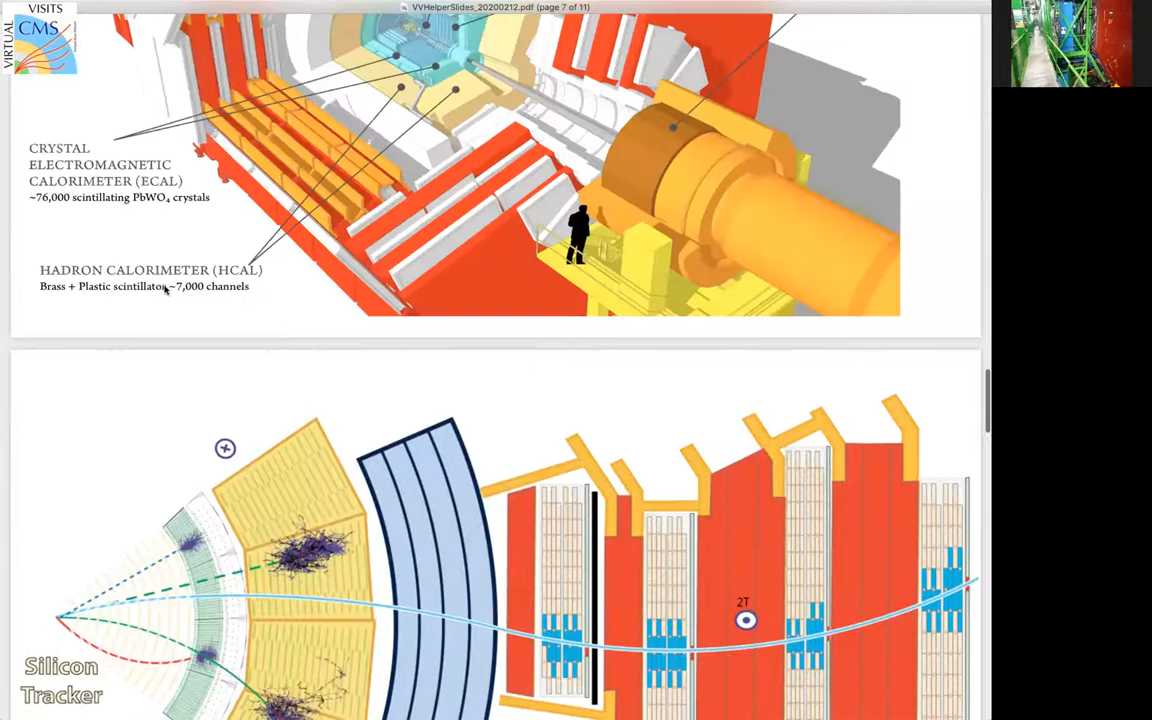 VVHelperSlides_20200212.pdf (page 7 of 11)
VISITS
VIRTUAL
CMS
CRYSTAL
ELECTROMAGNETIC
CALORIMETER (ECAL)
~76,000 scintillating PbWO₄ crystals
HADRON CALORIMETER (HCAL)
Brass + Plastic scintillator ~7,000 channels
2T
Silicon
Tracker